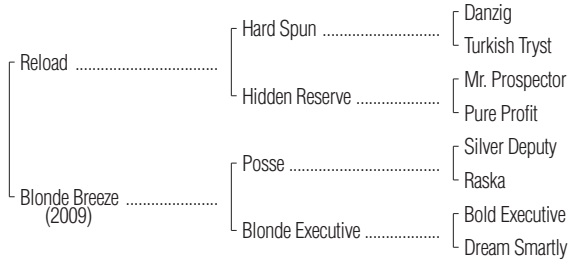 Danzig
Hard Spun
Turkish Tryst
Reload
Mr. Prospector
Hidden Reserve
Pure Profit
Silver Deputy
Posse
Raska
Blonde Breeze
(2009)
Bold Executive
Blonde Executive
Dream Smartly